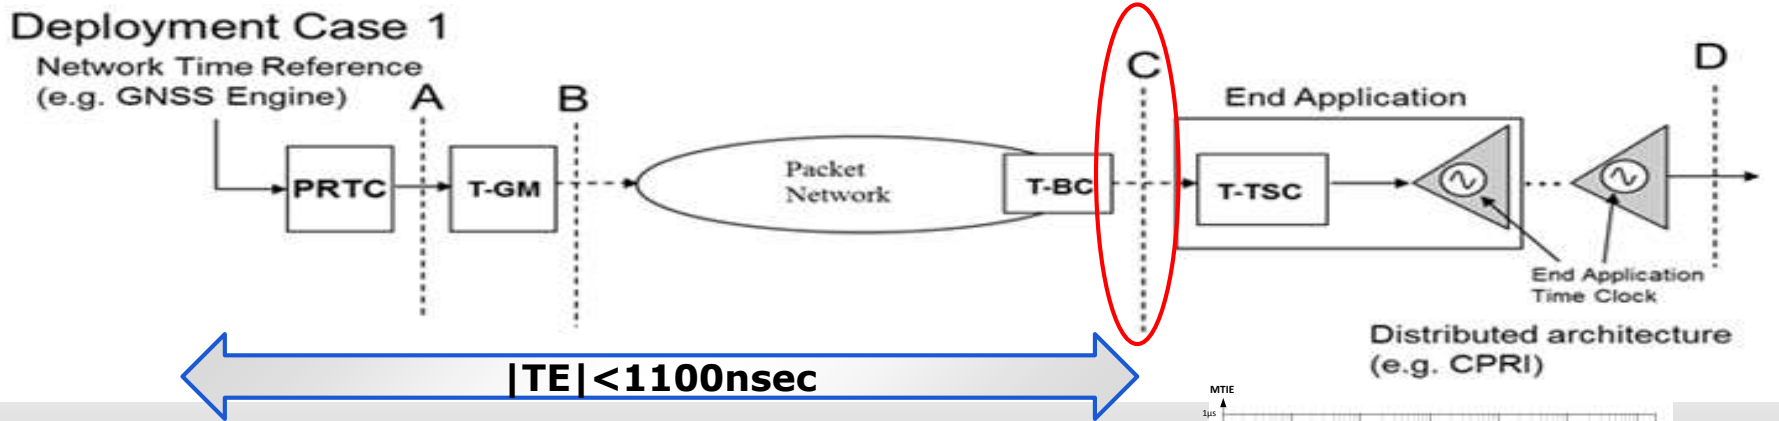 Deployment Case 1
Network Time Reference
(e.g. GNSS Engine)
A
B
C
D
End Application
PRTC
T-GM
Packet
Network
T-BC
T-TSC
End Application
Time Clock
Distributed architecture
(e.g. CPRI)
|TE|<1100nsec
MTIE
1µs